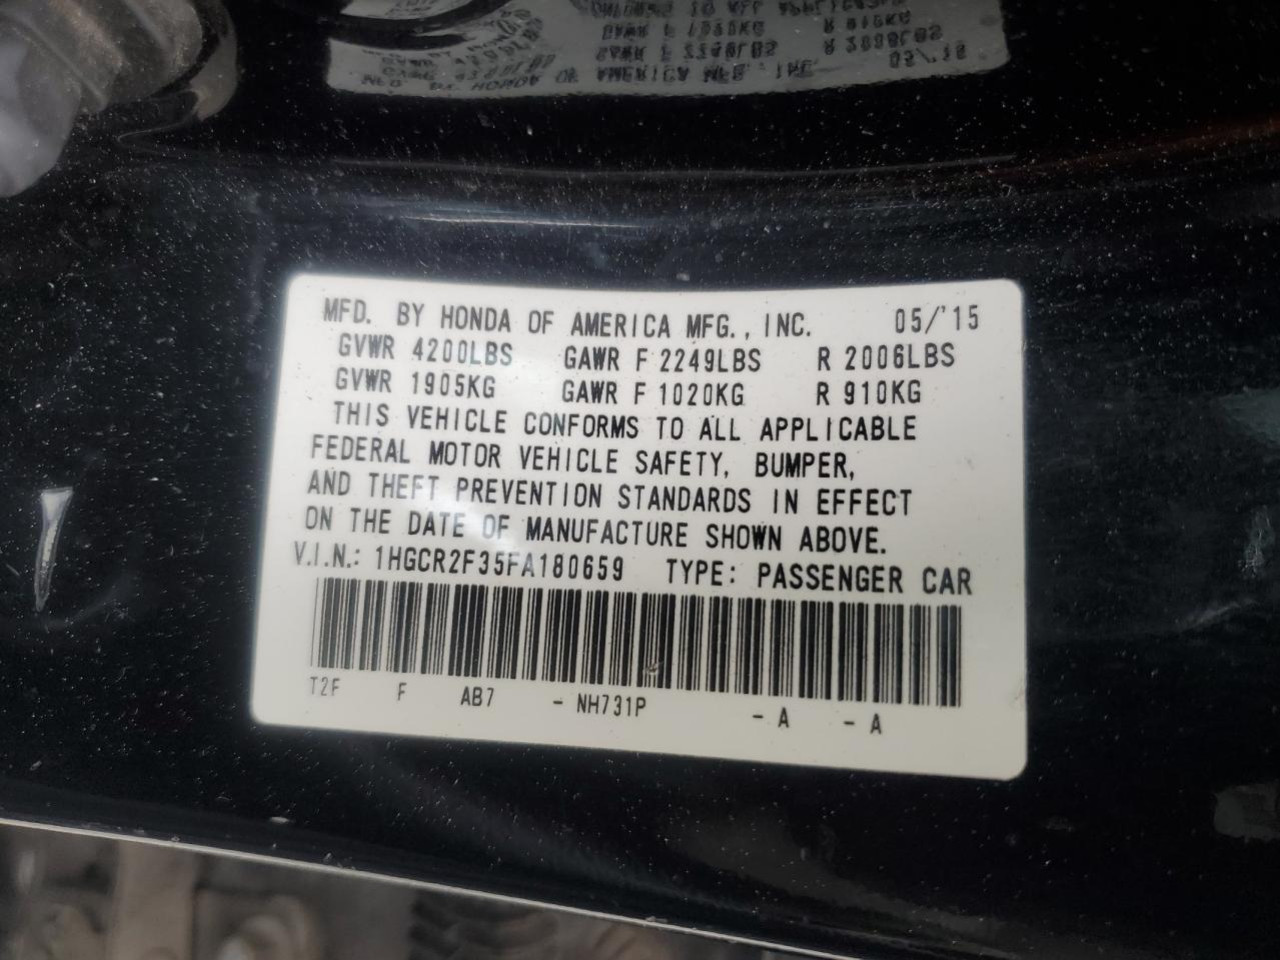 MFD. BY HONDA OF AMERICA MFG., INC. 05/'15
GVWR 4200LBS GAWR F 2249LBS R 2006LBS
GVWR 1905KG GAWR F 1020KG R 910KG
THIS VEHICLE CONFORMS TO ALL APPLICABLE
FEDERAL MOTOR VEHICLE SAFETY, BUMPER,
AND THEFT PREVENTION STANDARDS IN EFFECT
ON THE DATE OF MANUFACTURE SHOWN ABOVE.
V.I.N.: 1HGCR2F35FA180659 TYPE: PASSENGER CAR
T2F F AB7 - NH731P - A - A